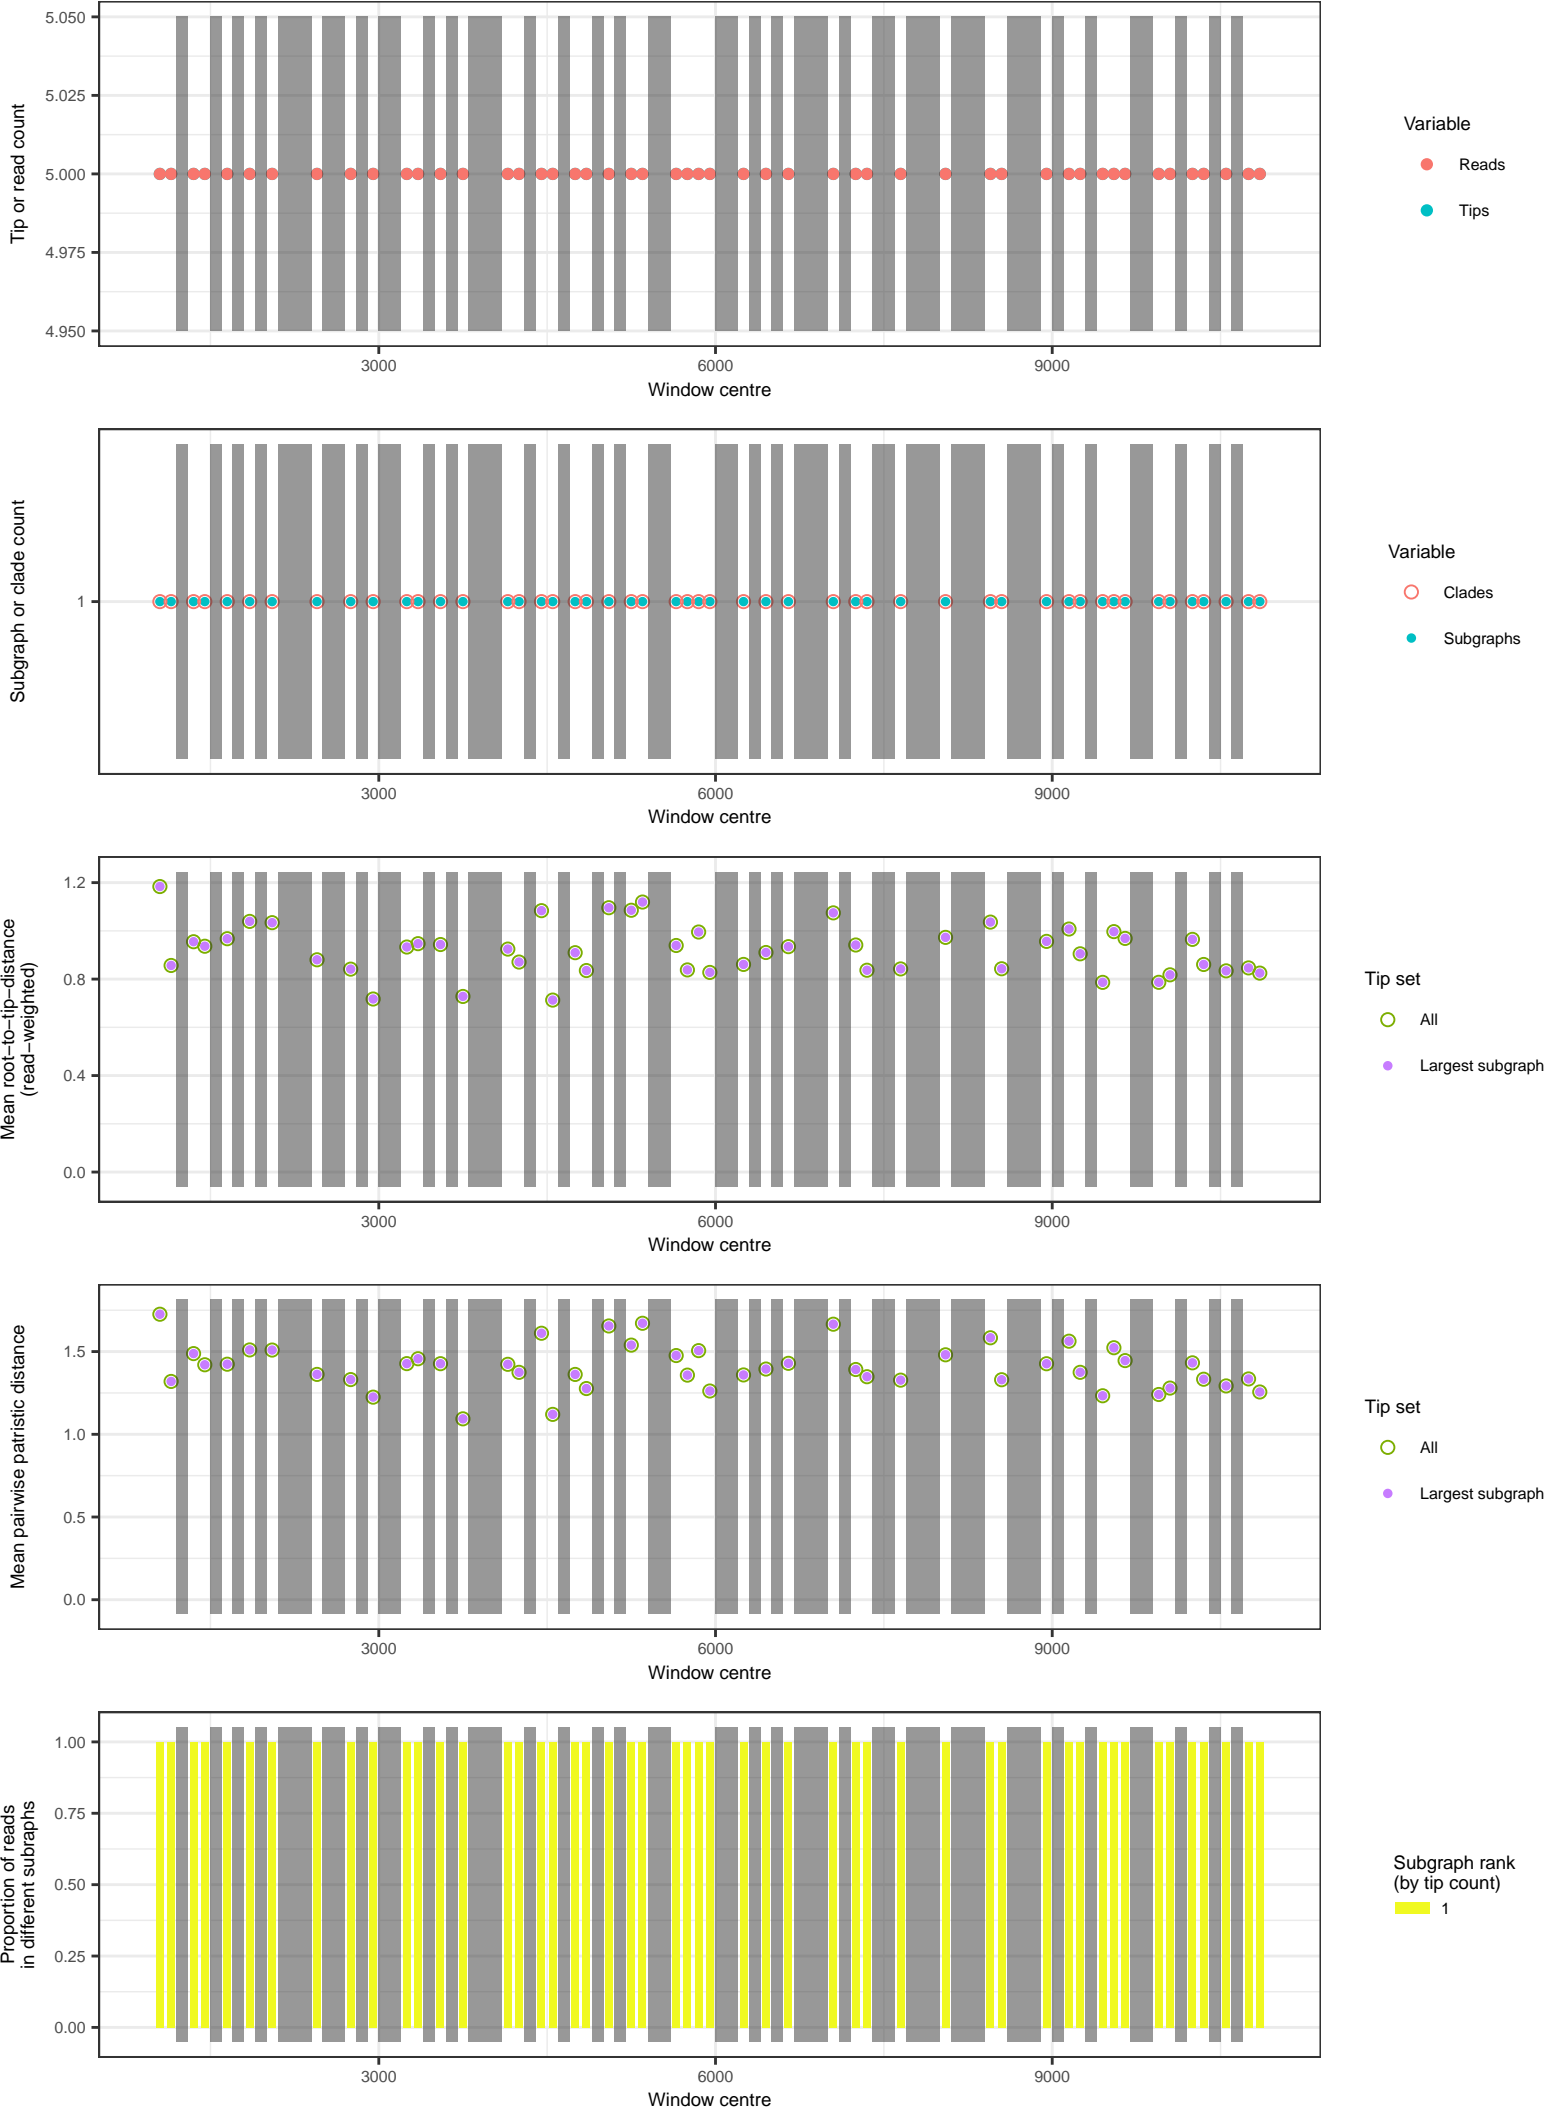 5.050
5.025
5.000
4.975
4.950
Tip or read count
3000
6000
9000
Window centre
Variable
Reads
Tips
1
Subgraph or clade count
3000
6000
9000
Window centre
Variable
Clades
Subgraphs
1.2
0.8
0.4
0.0
Mean root−to−tip−distance
(read−weighted)
3000
6000
9000
Window centre
Tip set
All
Largest subgraph
1.5
1.0
0.5
0.0
Mean pairwise patristic distance
3000
6000
9000
Window centre
Tip set
All
Largest subgraph
1.00
0.75
0.50
0.25
0.00
Proportion of reads
in different subraphs
3000
6000
9000
Window centre
Subgraph rank
(by tip count)
1